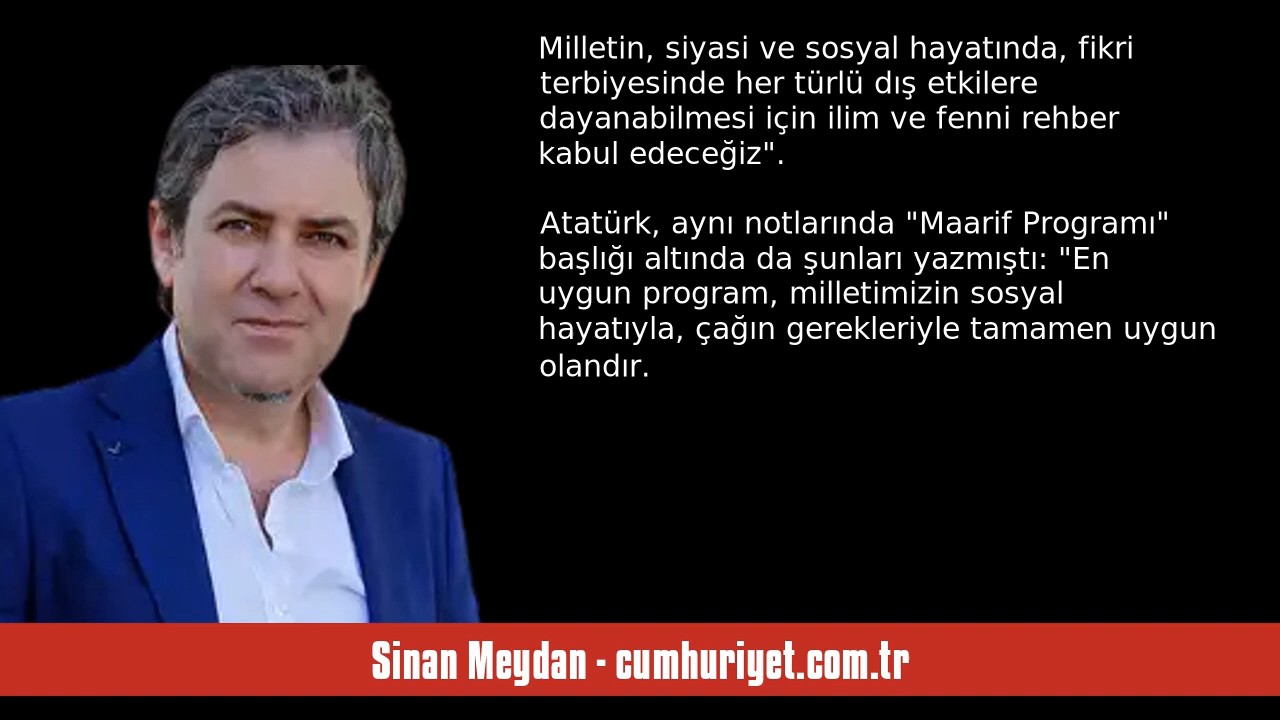 Milletin, siyasi ve sosyal hayatında, fikri
terbiyesinde her türlü dış etkilere
dayanabilmesi için ilim ve fenni rehber
kabul edeceğiz".
Atatürk, aynı notlarında "Maarif Programı"
başlığı altında da şunları yazmıştı: "En
uygun program, milletimizin sosyal
hayatıyla, çağın gerekleriyle tamamen uygun
olandır.
Sinan Meydan - cumhuriyet.com.tr